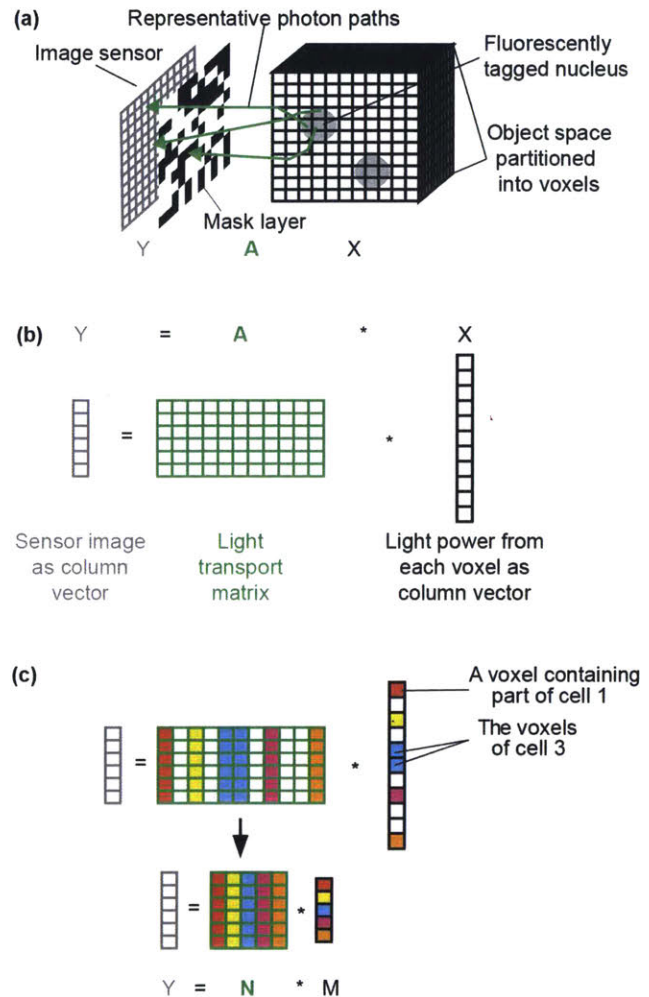 (a)
Representative photon paths
Image sensor
Fluorescently
tagged nucleus
Object space
partitioned
into voxels
Mask layer
Y A X
(b) Y = A * X
= *
Sensor image
as column
vector
Light
transport
matrix
Light power from
each voxel as
column vector
(c)
A voxel containing
part of cell 1
The voxels
of cell 3
= *
= *
Y = N * M